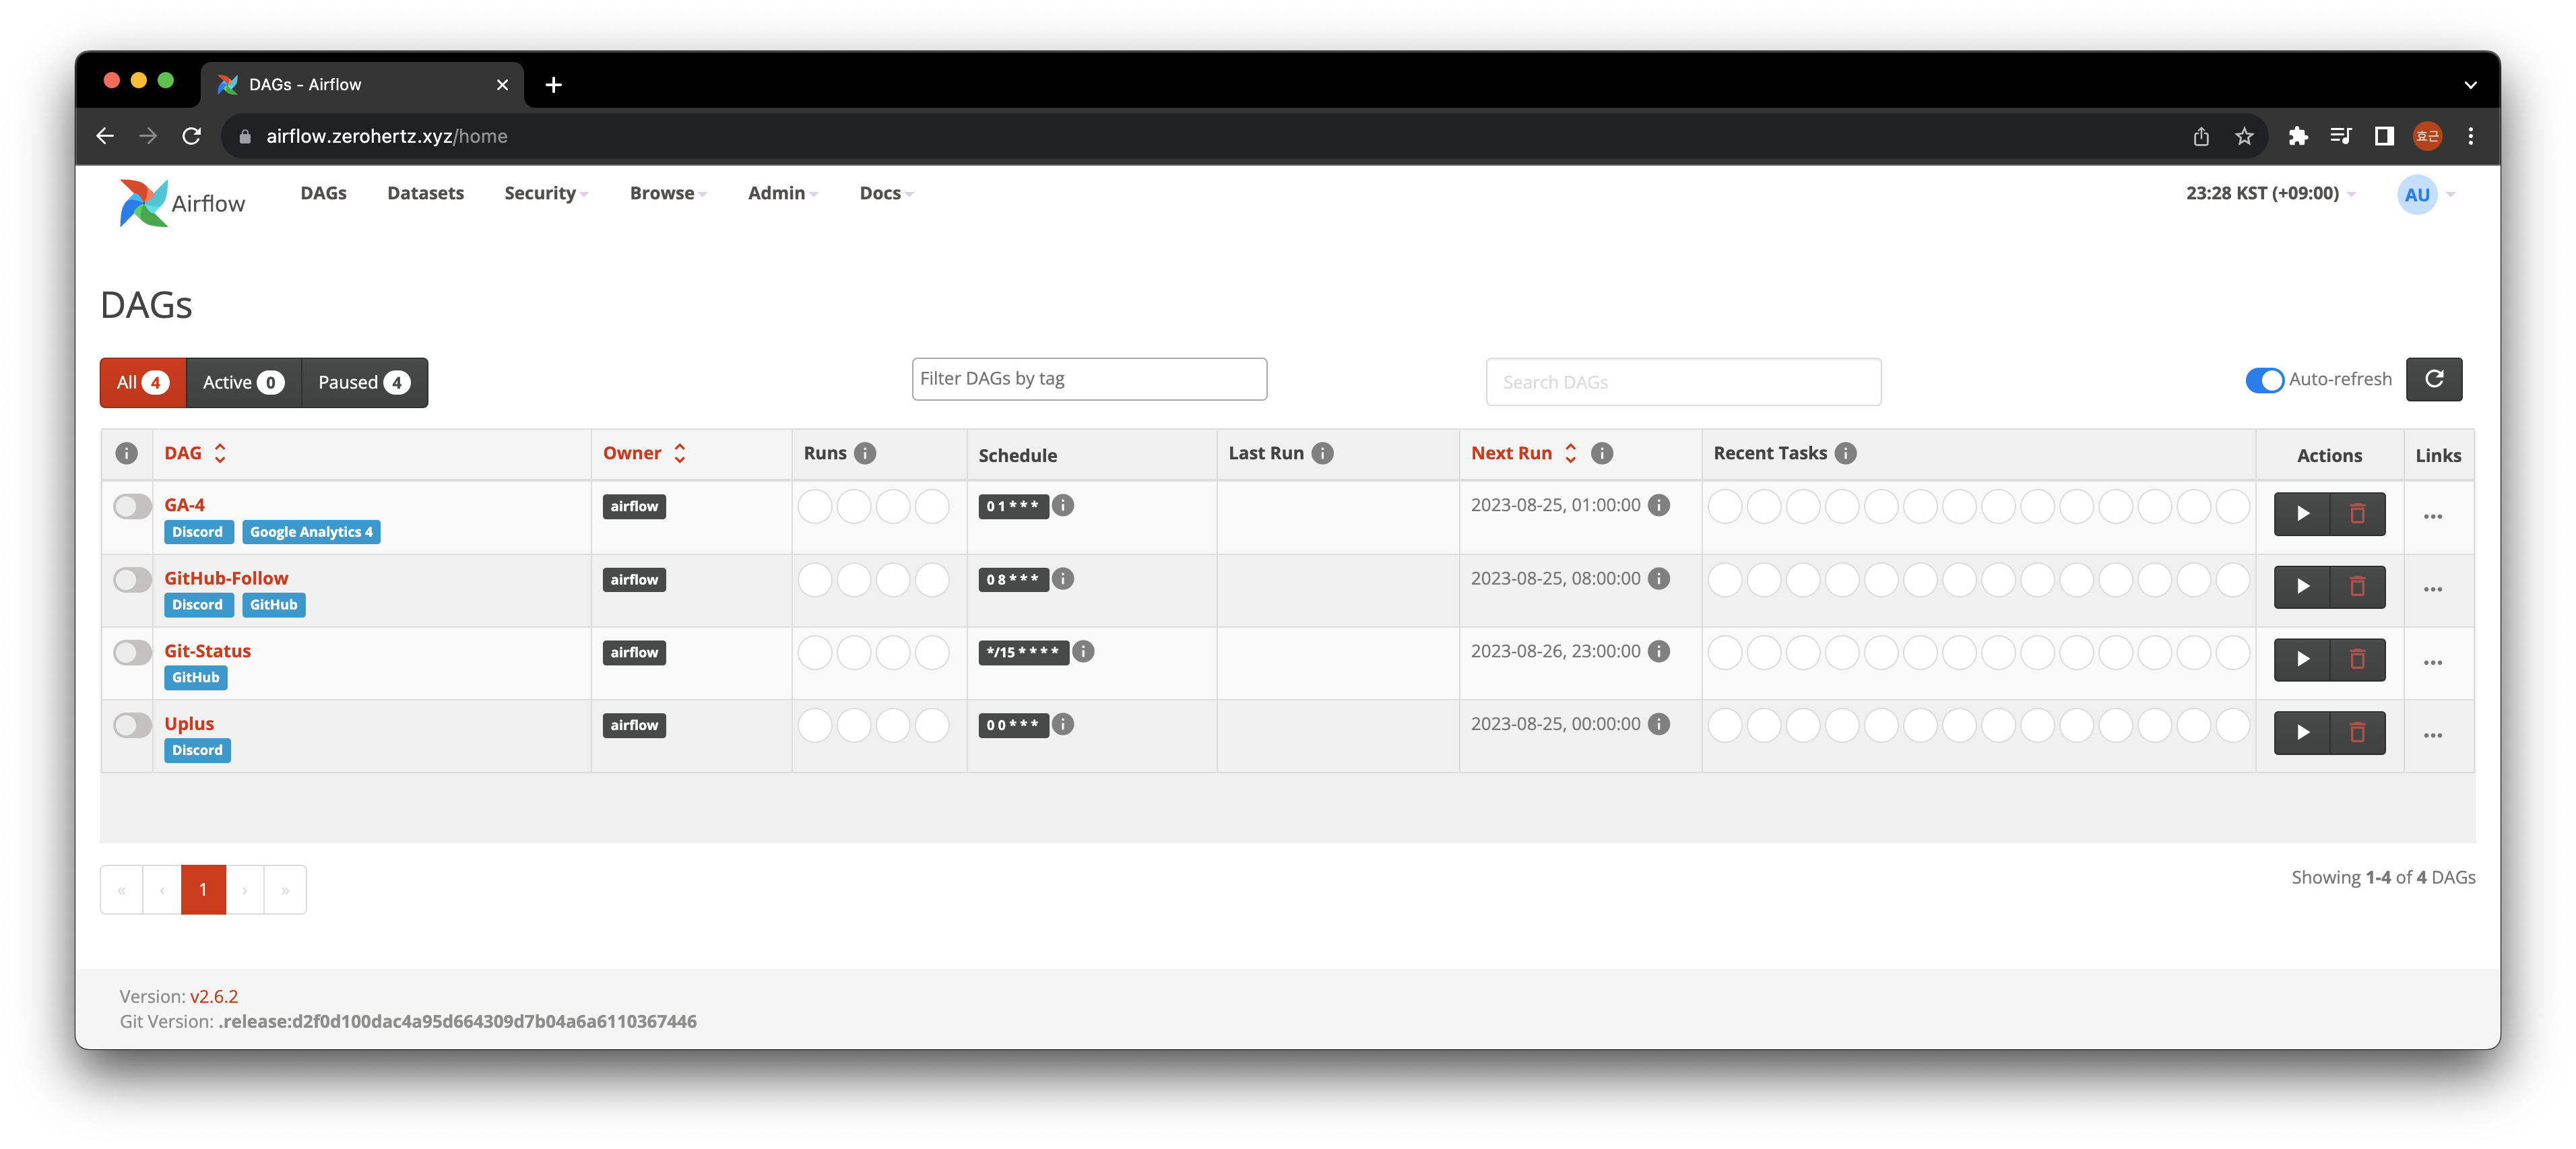 DAGs - Airflow
airflow.zerohertz.xyz/home
효근
Airflow DAGs Datasets Security Browse Admin Docs 23:28 KST (+09:00) AU
DAGs
All 4 Active 0 Paused 4 Filter DAGs by tag Search DAGs Auto-refresh
DAG Owner Runs Schedule Last Run Next Run Recent Tasks Actions Links
GA-4 airflow 0 1 * * * 2023-08-25, 01:00:00
Discord Google Analytics 4
GitHub-Follow airflow 0 8 * * * 2023-08-25, 08:00:00
Discord GitHub
Git-Status airflow */15 * * * * 2023-08-26, 23:00:00
GitHub
Uplus airflow 0 0 * * * 2023-08-25, 00:00:00
Discord
« ‹ 1 › » Showing 1-4 of 4 DAGs
Version: v2.6.2
Git Version: .release:d2f0d100dac4a95d664309d7b04a6a6110367446